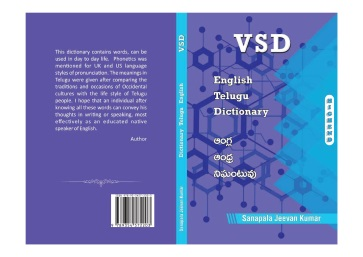 This dictionary contains words, can be
used in day to day life. Phonetics was
mentioned for UK and US language
styles of pronunciation. The meanings in
Telugu were given after comparing the
traditions and occasions of Occidental
cultures with the life style of Telugu
people. I hope that an individual after
knowing all these words can convey his
thoughts in writing or speaking, most
effectively as an educated native
speaker of English.
Author
VSD
Dictionary Telugu English
Sanapala Jeevan Kumar
VSD
English
Telugu
Dictionary
ఆంగ్ల
ఆంధ్ర
నిఘంటువు
Sanapala Jeevan Kumar